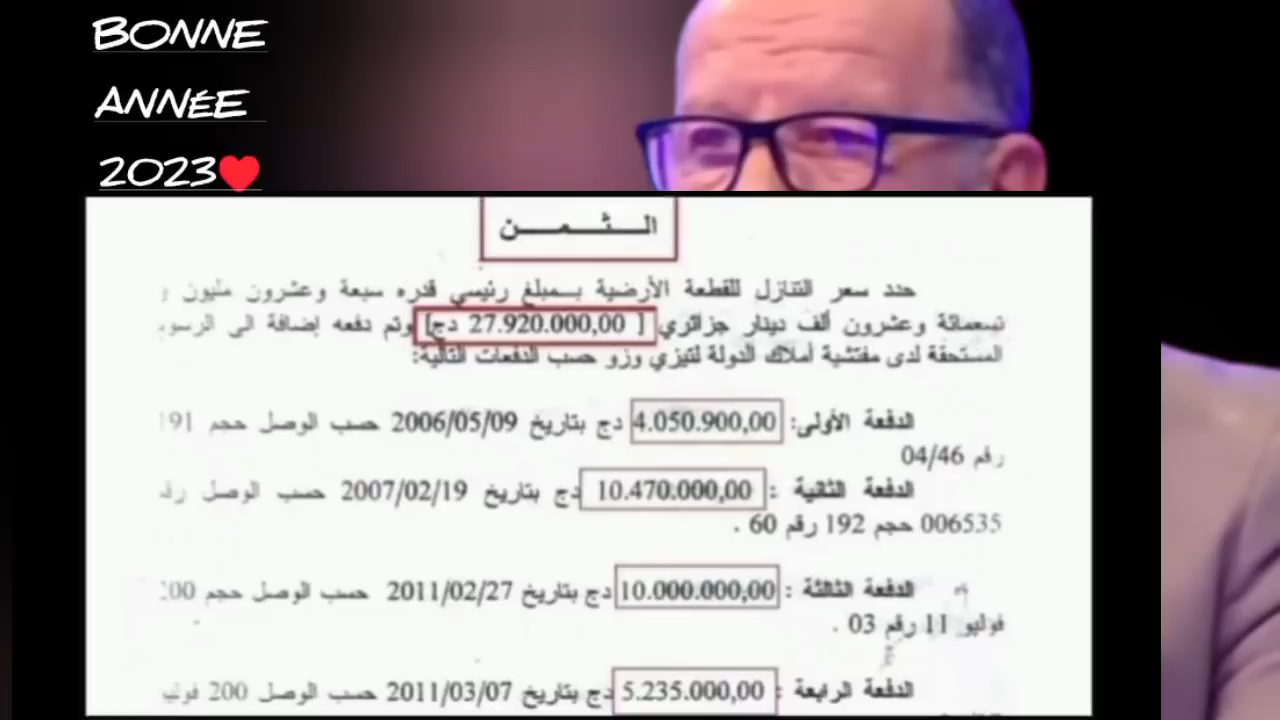 BONNE
ANNÉE
2023❤
الـــثـــمـــن
حدد سعر التنازل للقطعة الأرضية بـمبلغ رئيسي قدره سبعة وعشرون مليون و
تسعمائة وعشرون ألف دينار جزائري [ 27.920.000,00 دج] وتم دفعه إضافة الى الرسوم
المستحقة لدى مفتشية أملاك الدولة لتيزي وزو حسب الدفعات التالية:
الدفعة الأولى: 4.050.900,00 دج بتاريخ 2006/05/09 حسب الوصل حجم 191
رقم 04/46
الدفعة الثانية : 10.470.000,00 دج بتاريخ 2007/02/19 حسب الوصل رقم
006535 حجم 192 رقم 60 .
الدفعة الثالثة : 10.000.000,00 دج بتاريخ 2011/02/27 حسب الوصل حجم 200
فوليو 11 رقم 03 .
الدفعة الرابعة : 5.235.000,00 دج بتاريخ 2011/03/07 حسب الوصل 200 فوليو